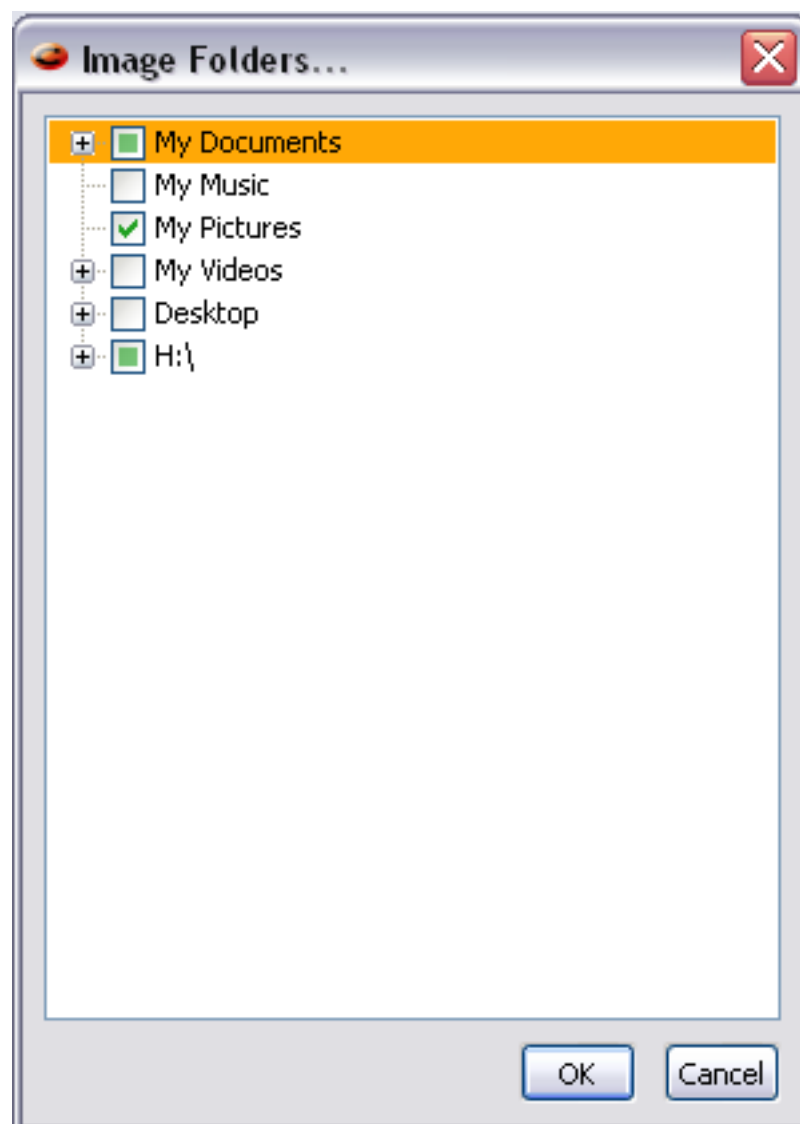 Image Folders...
My Documents
My Music
My Pictures
My Videos
Desktop
H:\
OK Cancel